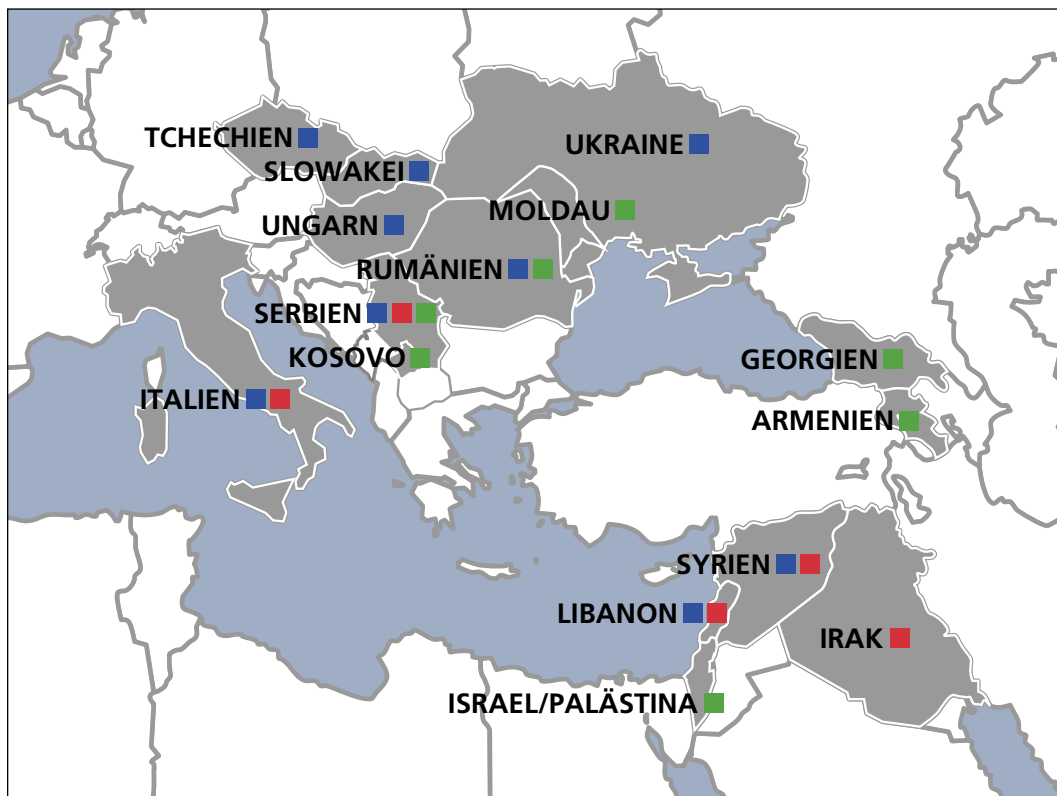 TCHECHIEN
UKRAINE
SLOWAKEI
MOLDAU
UNGARN
RUMÄNIEN
SERBIEN
KOSOVO
GEORGIEN
ITALIEN
ARMENIEN
SYRIEN
LIBANON
IRAK
ISRAEL/PALÄSTINA